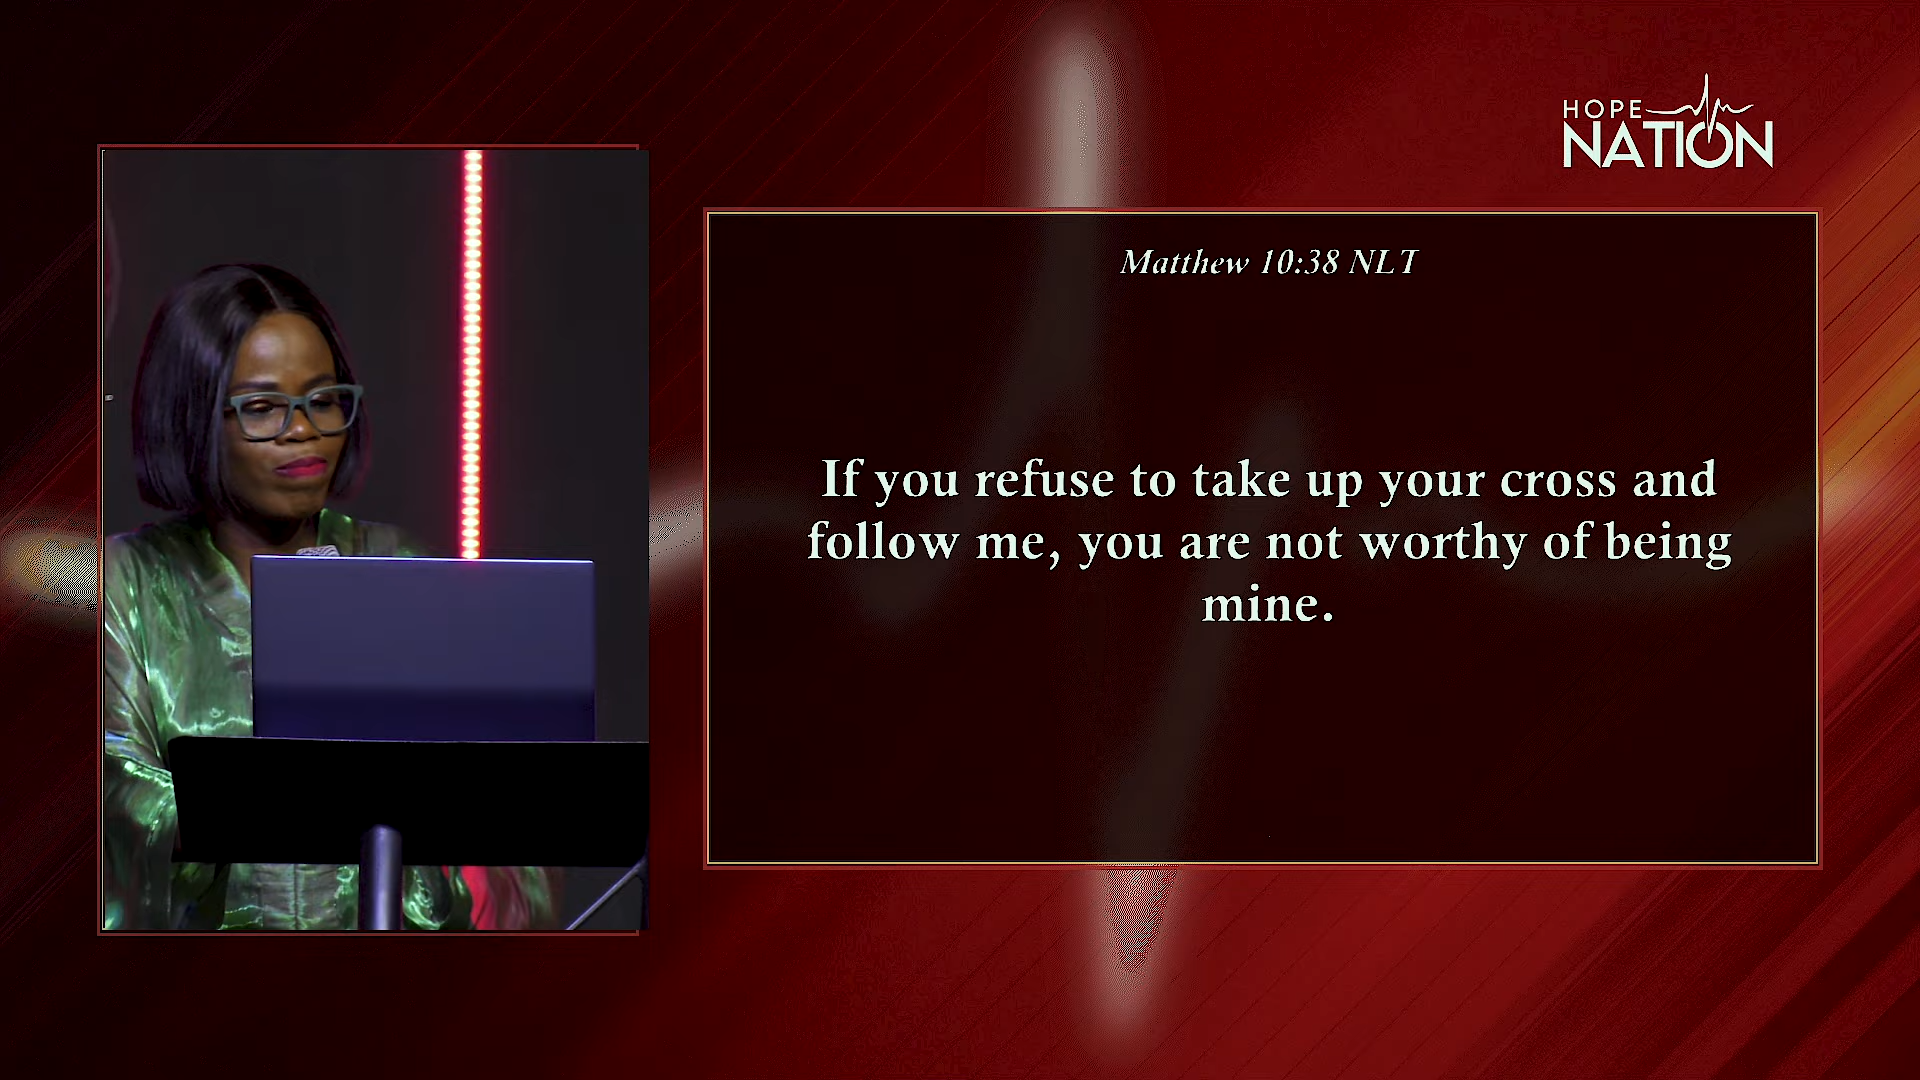 HOPE
NATION
Matthew 10:38 NLT
If you refuse to take up your cross and
follow me, you are not worthy of being
mine.